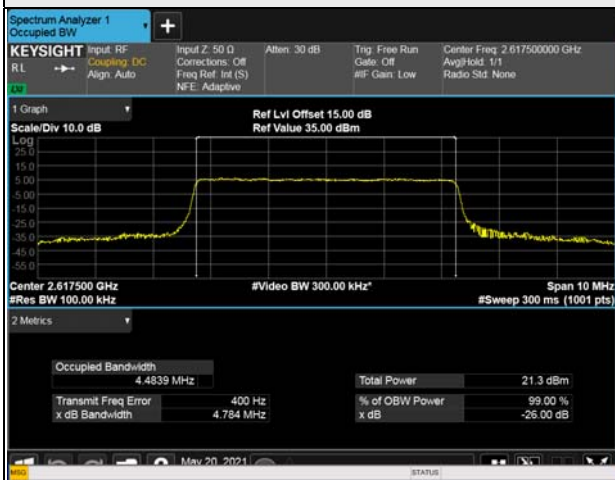 Spectrum Analyzer 1
Occupied BW
KEYSIGHT Input: RF Input Z: 50 Ω Atten: 30 dB Trig: Free Run Center Freq: 2.617500000 GHz
RL Coupling: DC Corrections: Off Gate: Off Avg|Hold: 1/1
Align: Auto Freq Ref: Int (S) #IF Gain: Low Radio Std: None
NFE: Adaptive
1 Graph
Ref Lvl Offset 15.00 dB
Scale/Div 10.0 dB Ref Value 35.00 dBm
Log
25.0
15.0
5.00
-5.00
-15.0
-25.0
-35.0
-45.0
-55.0
Center 2.617500 GHz #Video BW 300.00 kHz* Span 10 MHz
#Res BW 100.00 kHz #Sweep 300 ms (1001 pts)
2 Metrics
Occupied Bandwidth
4.4839 MHz Total Power 21.3 dBm
Transmit Freq Error 400 Hz % of OBW Power 99.00 %
x dB Bandwidth 4.784 MHz x dB -26.00 dB
May 20, 2021
MSG STATUS